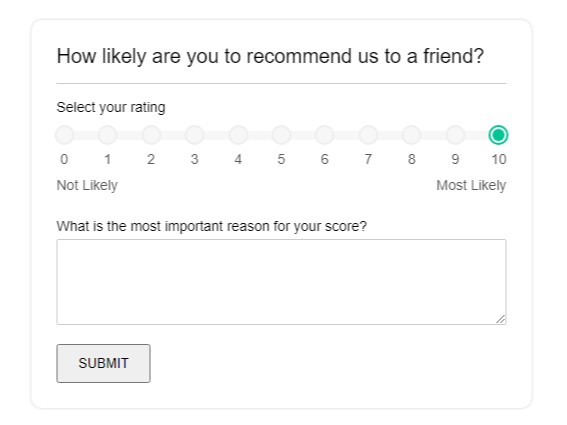 How likely are you to recommend us to a friend?
Select your rating
0 1 2 3 4 5 6 7 8 9 10
Not Likely Most Likely
What is the most important reason for your score?
SUBMIT